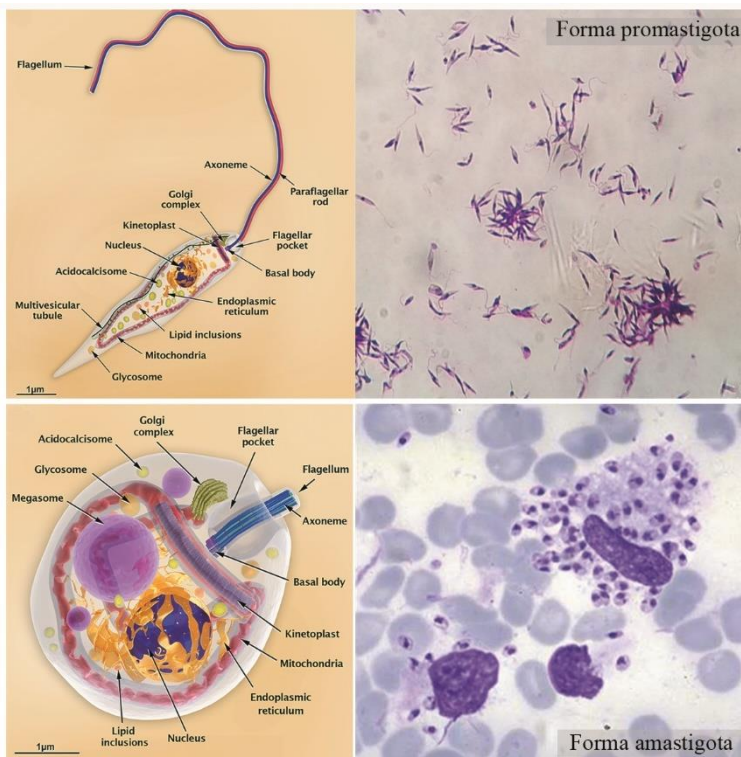 Flagellum
Axoneme
Paraflagellar
rod
Golgi
complex
Kinetoplast
Nucleus
Acidocalcisome
Flagellar
pocket
Basal body
Endoplasmic
reticulum
Multivesicular
tubule
Lipid inclusions
Mitochondria
Glycosome
1µm
Forma promastigota
Golgi
complex
Flagellar
pocket
Acidocalcisome
Glycosome
Megasome
Flagellum
Axoneme
Basal body
Kinetoplast
Mitochondria
Endoplasmic
reticulum
Lipid
inclusions
Nucleus
1µm
Forma amastigota